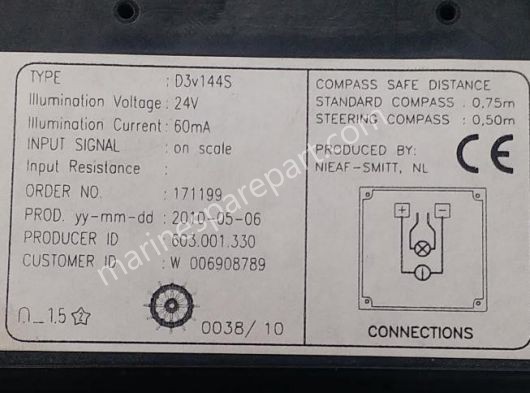 TYPE : D3v144S
Illumination Voltage : 24V
Illumination Current : 60mA
INPUT SIGNAL : on scale
Input Resistance :
ORDER NO. : 171199
PROD. yy-mm-dd : 2010-05-06
PRODUCER ID : 603.001.330
CUSTOMER ID : W 006908789
1.5 2
0038/ 10
COMPASS SAFE DISTANCE
STANDARD COMPASS : 0,75m
STEERING COMPASS : 0,50m
PRODUCED BY:
NIEAF-SMITT, NL
CE
+ −
CONNECTIONS
marinesparepart.com